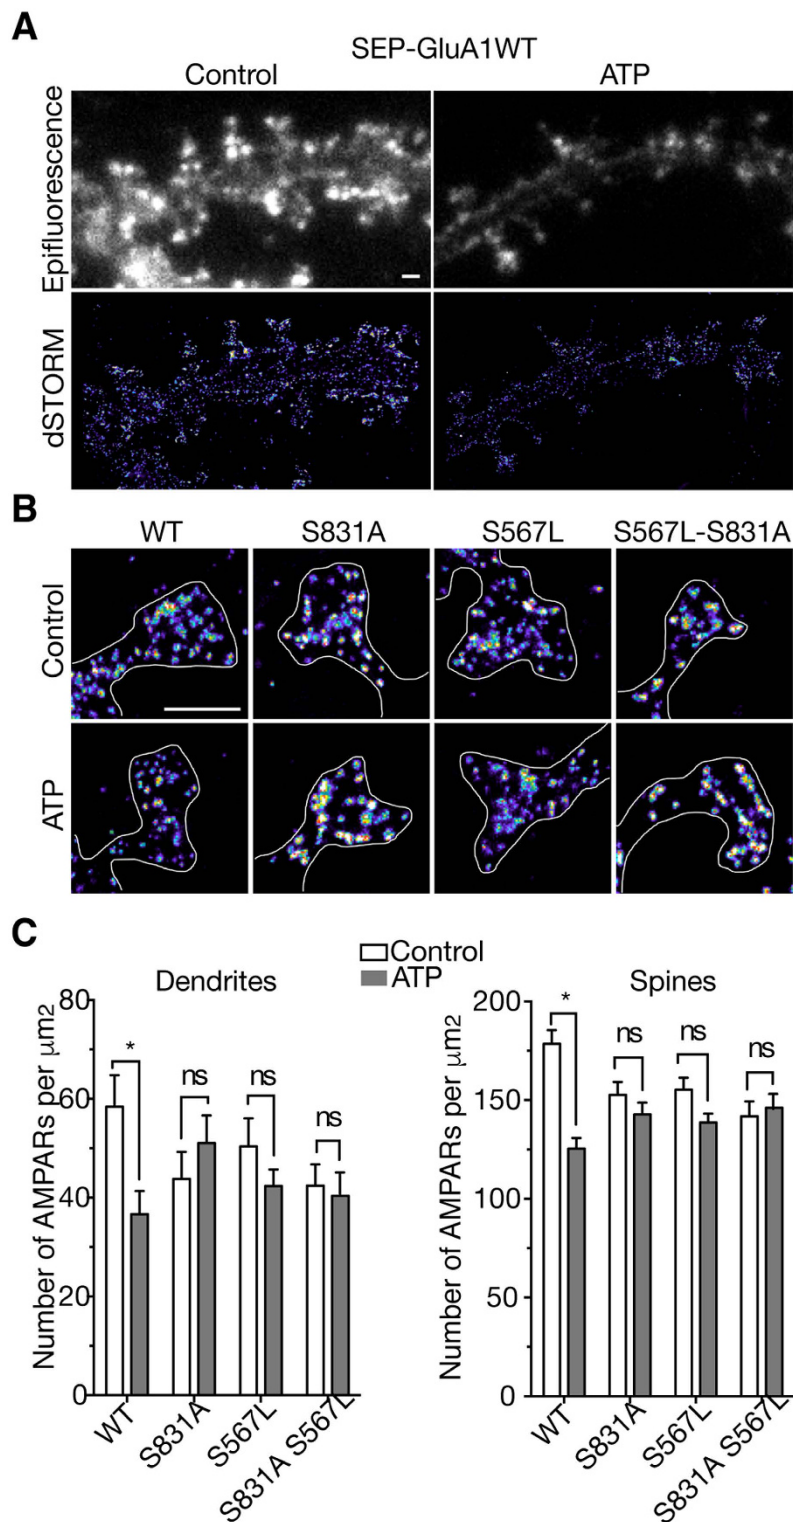 A
SEP-GluA1WT
Control ATP
Epifluorescence
dSTORM
B
WT S831A S567L S567L-S831A
Control
ATP
C
Control
ATP
Dendrites
Number of AMPARs per μm2
80
60
40
20
0
*
ns
ns
ns
WT
S831A
S567L
S831A S567L
Spines
Number of AMPARs per μm2
200
150
100
50
0
*
ns
ns
ns
WT
S831A
S567L
S831A S567L